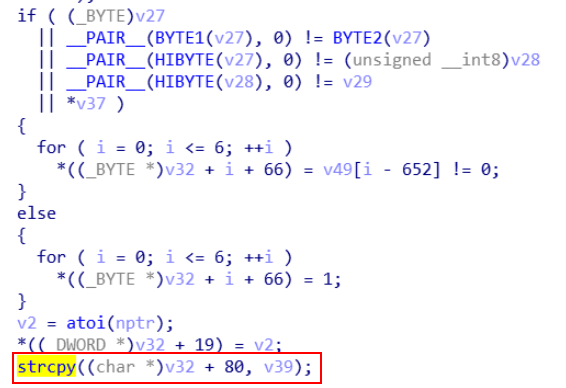 if ( (_BYTE)v27
|| __PAIR__(BYTE1(v27), 0) != BYTE2(v27)
|| __PAIR__(HIBYTE(v27), 0) != (unsigned __int8)v28
|| __PAIR__(HIBYTE(v28), 0) != v29
|| *v37 )
{
for ( i = 0; i <= 6; ++i )
*((_BYTE *)v32 + i + 66) = v49[i - 652] != 0;
}
else
{
for ( i = 0; i <= 6; ++i )
*((_BYTE *)v32 + i + 66) = 1;
}
v2 = atoi(nptr);
*((_DWORD *)v32 + 19) = v2;
strcpy((char *)v32 + 80, v39);